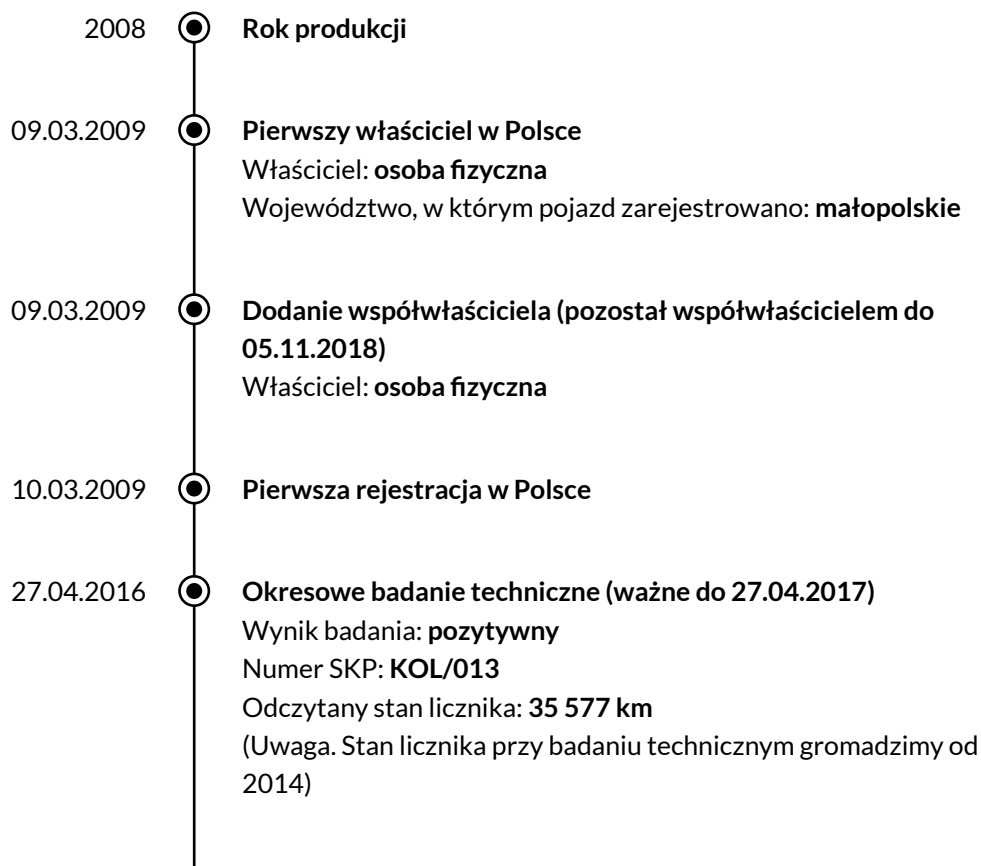 2008
Rok produkcji
09.03.2009
Pierwszy właściciel w Polsce
Właściciel: osoba fizyczna
Województwo, w którym pojazd zarejestrowano: małopolskie
09.03.2009
Dodanie współwłaściciela (pozostał współwłaścicielem do
05.11.2018)
Właściciel: osoba fizyczna
10.03.2009
Pierwsza rejestracja w Polsce
27.04.2016
Okresowe badanie techniczne (ważne do 27.04.2017)
Wynik badania: pozytywny
Numer SKP: KOL/013
Odczytany stan licznika: 35 577 km
(Uwaga. Stan licznika przy badaniu technicznym gromadzimy od
2014)